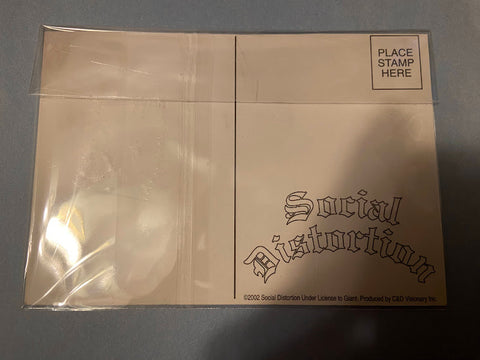 PLACE
STAMP
HERE
Social
Distortion
©2002 Social Distortion Under License to Giant, Produced by C&D Visionary Inc.